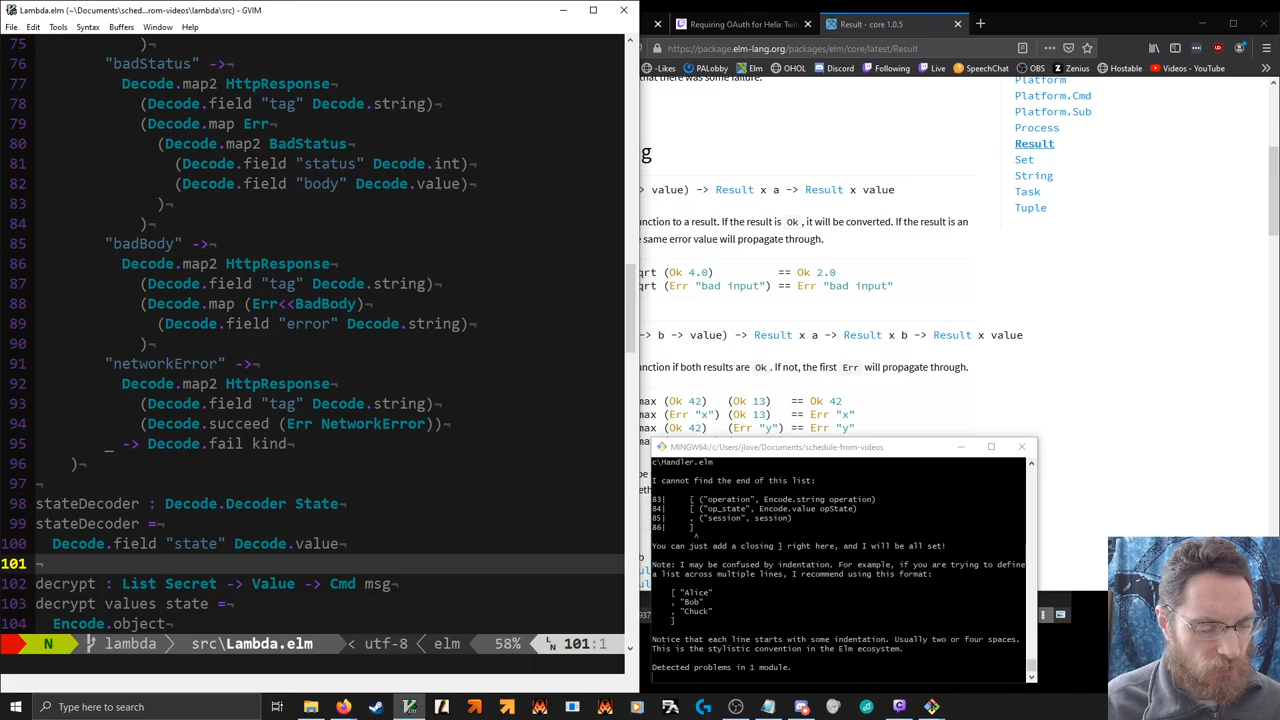 Lambda.elm (~\Documents\sched...rom-videos\lambda\src) - GVIM
File Edit Tools Syntax Buffers Window Help
75 )¬
76 "badStatus" ->¬
77 Decode.map2 HttpResponse¬
78 (Decode.field "tag" Decode.string)¬
79 (Decode.map Err¬
80 (Decode.map2 BadStatus¬
81 (Decode.field "status" Decode.int)¬
82 (Decode.field "body" Decode.value)¬
83 )¬
84 )¬
85 "badBody" ->¬
86 Decode.map2 HttpResponse¬
87 (Decode.field "tag" Decode.string)¬
88 (Decode.map (Err<<BadBody)¬
89 (Decode.field "error" Decode.string)¬
90 )¬
91 "networkError" ->¬
92 Decode.map2 HttpResponse¬
93 (Decode.field "tag" Decode.string)¬
94 (Decode.succeed (Err NetworkError))¬
95 _ -> Decode.fail kind¬
96 )¬
97 ¬
98 stateDecoder : Decode.Decoder State¬
99 stateDecoder =¬
100 Decode.field "state" Decode.value¬
101 ¬
102 decrypt : List Secret -> Value -> Cmd msg¬
103 decrypt values state =¬
104 Encode.object¬
N lambda src\Lambda.elm utf-8 elm 58% 101:1
Requiring OAuth for Helix Twi
Result - core 1.0.5
https://package.elm-lang.org/packages/elm/core/latest/Result
-Likes PALobby Elm OHOL Discord Following Live SpeechChat OBS Zenius Hostable Videos - YouTube
that there was some failure.
g
> value) -> Result x a -> Result x value
unction to a result. If the result is Ok, it will be converted. If the result is an
e same error value will propagate through.
qrt (Ok 4.0) == Ok 2.0
qrt (Err "bad input") == Err "bad input"
-> b -> value) -> Result x a -> Result x b -> Result x value
unction if both results are Ok. If not, the first Err will propagate through.
max (Ok 42) (Ok 13) == Ok 42
max (Err "x") (Ok 13) == Err "x"
max (Ok 42) (Err "y") == Err "y"
Platform
Platform.Cmd
Platform.Sub
Process
Result
Set
String
Task
Tuple
MINGW64:/c/Users/jlove/Documents/schedule-from-videos
c\Handler.elm
I cannot find the end of this list:
83| [ ("operation", Encode.string operation)
84| [ ("op_state", Encode.value opState)
85| , ("session", session)
86| ]
^
You can just add a closing ] right here, and I will be all set!
Note: I may be confused by indentation. For example, if you are trying to define
a list across multiple lines, I recommend using this format:
[ "Alice"
, "Bob"
, "Chuck"
]
Notice that each line starts with some indentation. Usually two or four spaces.
This is the stylistic convention in the Elm ecosystem.
Detected problems in 1 module.
Type here to search